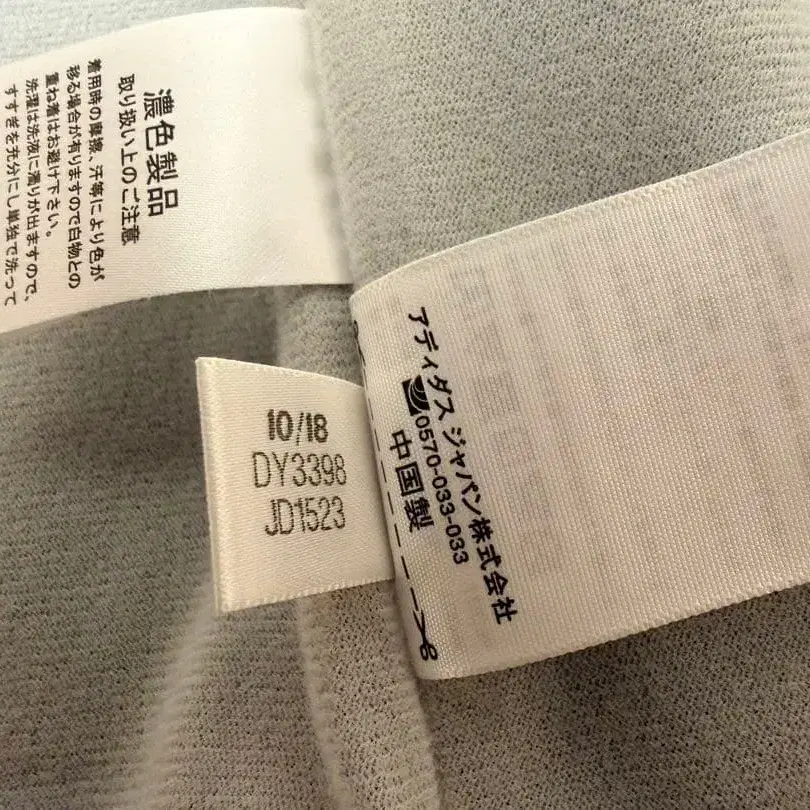 濃色製品
取り扱い上のご注意
着用時の摩擦、汗等により色が
移る場合が有りますので白物との
重ね着はお避け下さい。
洗濯は洗液に濁りが出ますので、
すすぎを充分にし単独で洗って
10/18
DY3398
JD1523
アディダス ジャパン株式会社
0570-033-033
中国製